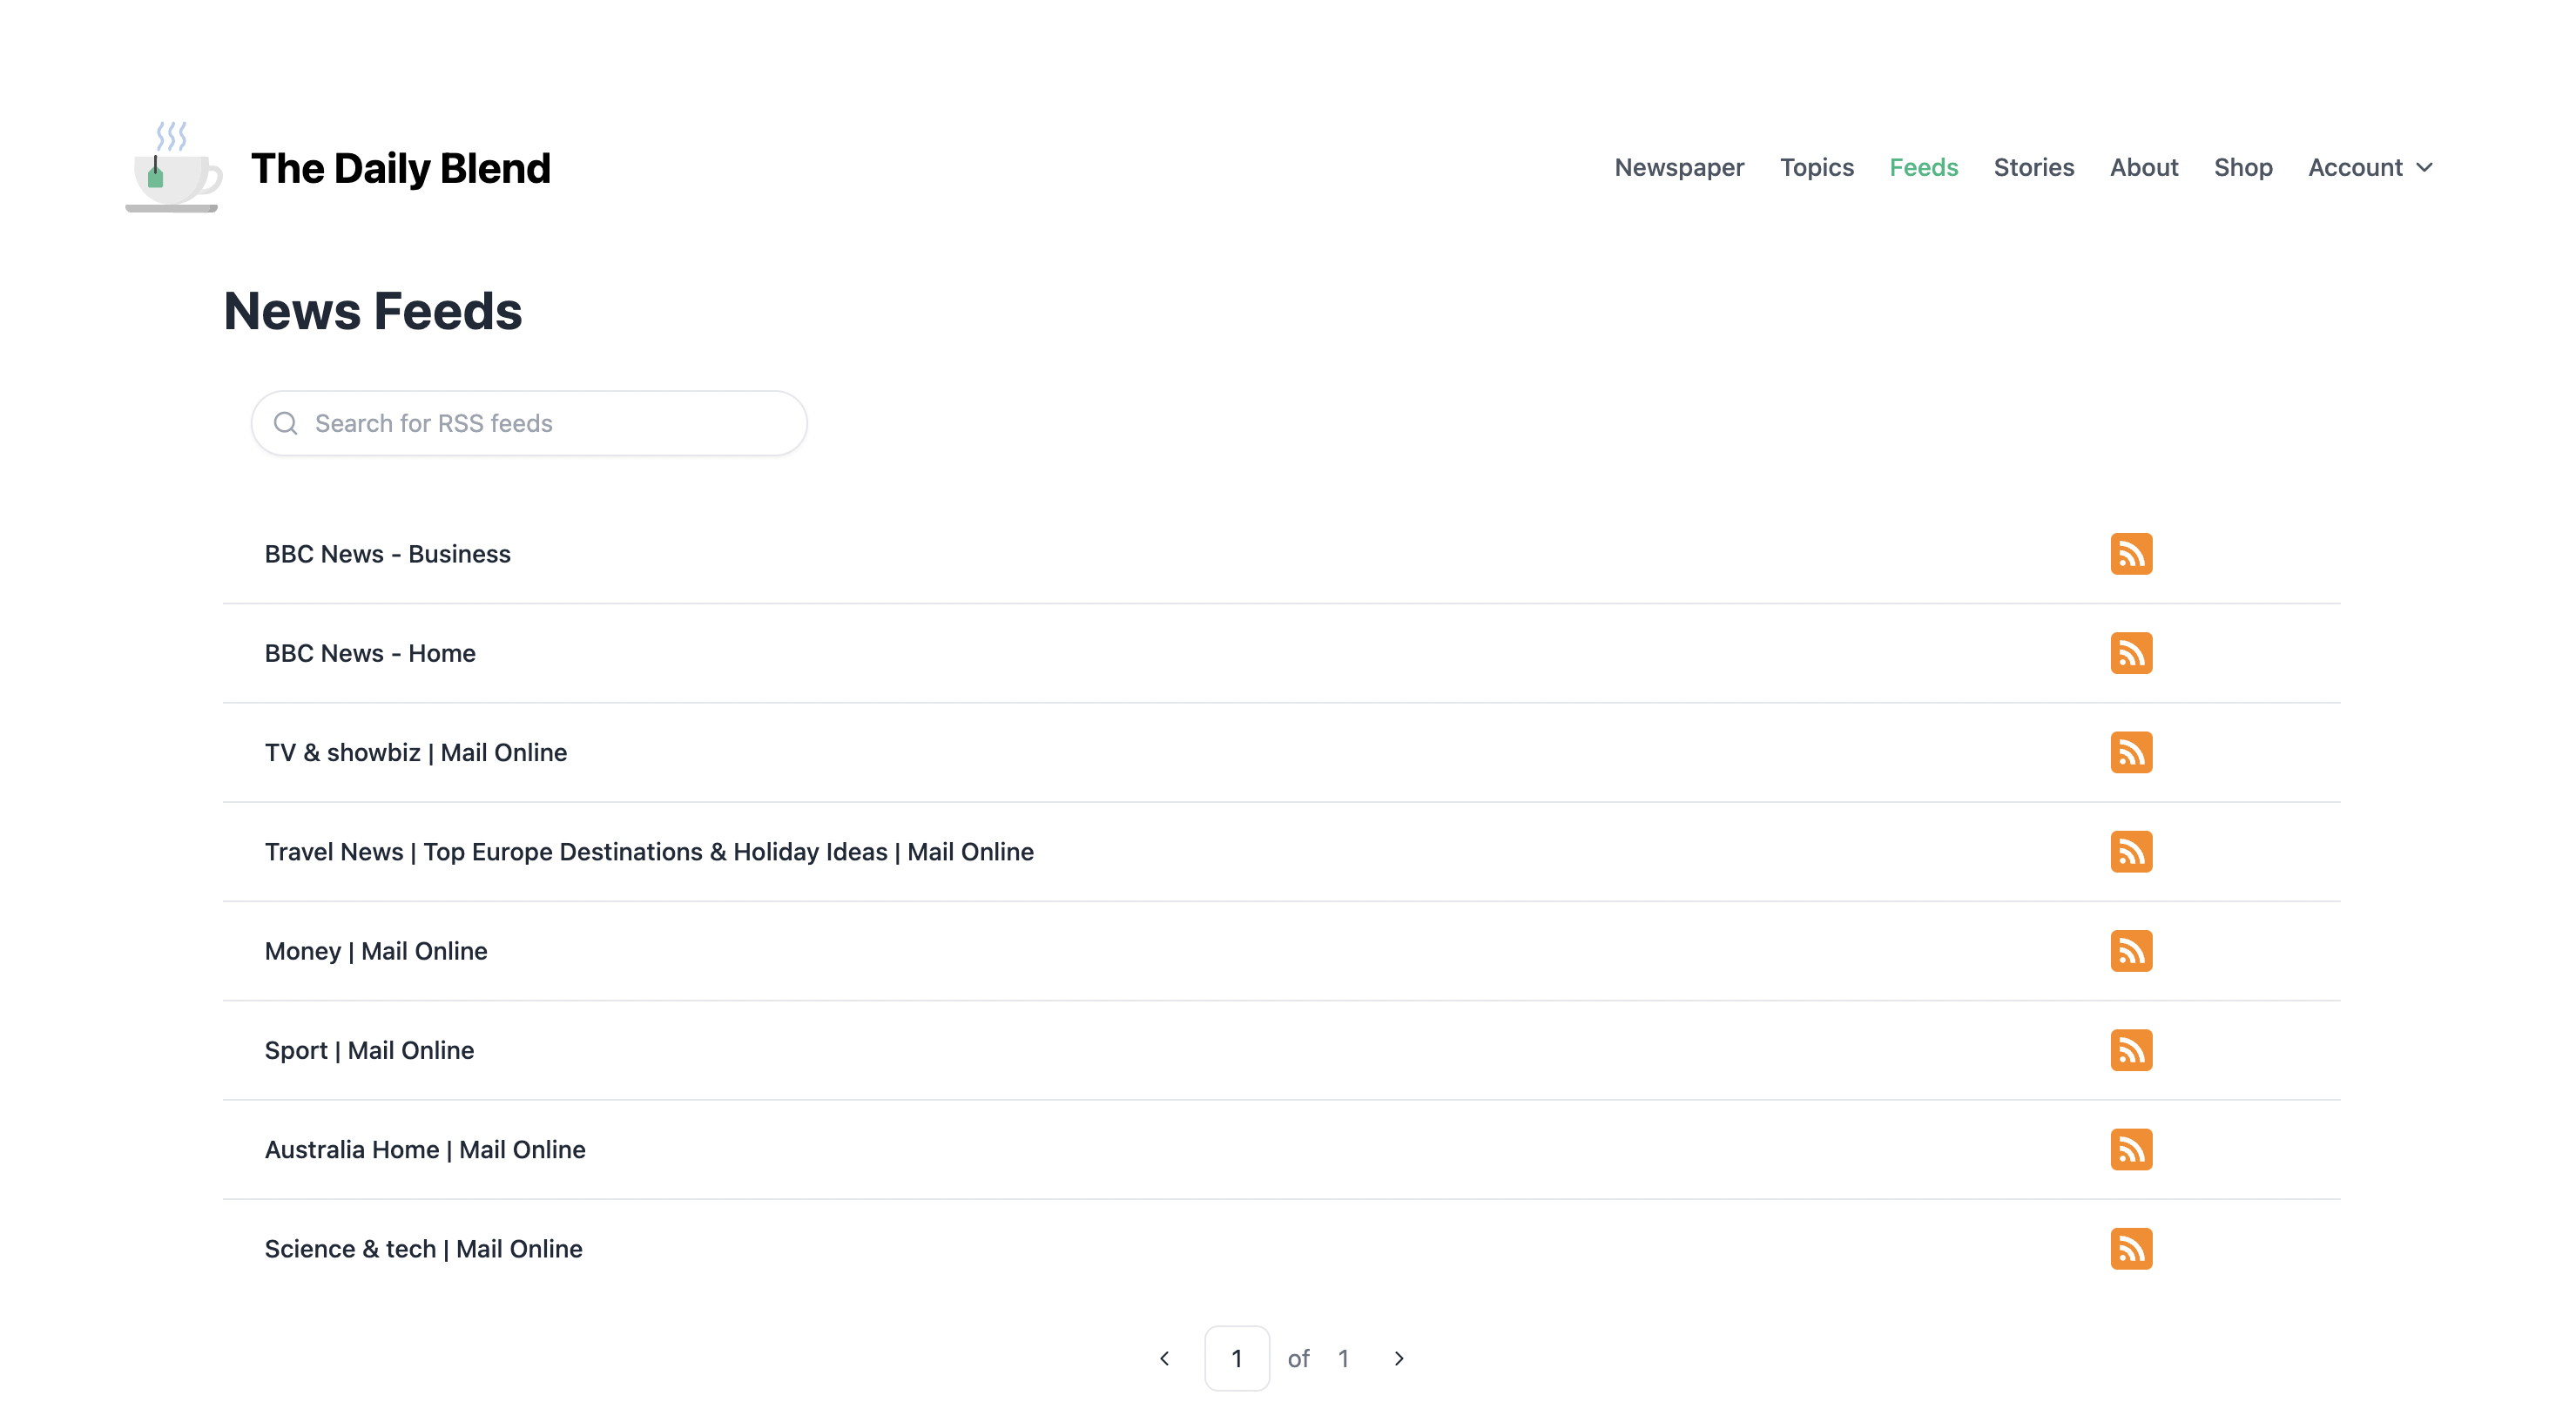 The Daily Blend
Newspaper Topics Feeds Stories About Shop Account
News Feeds
Search for RSS feeds
BBC News - Business
BBC News - Home
TV & showbiz | Mail Online
Travel News | Top Europe Destinations & Holiday Ideas | Mail Online
Money | Mail Online
Sport | Mail Online
Australia Home | Mail Online
Science & tech | Mail Online
1 of 1